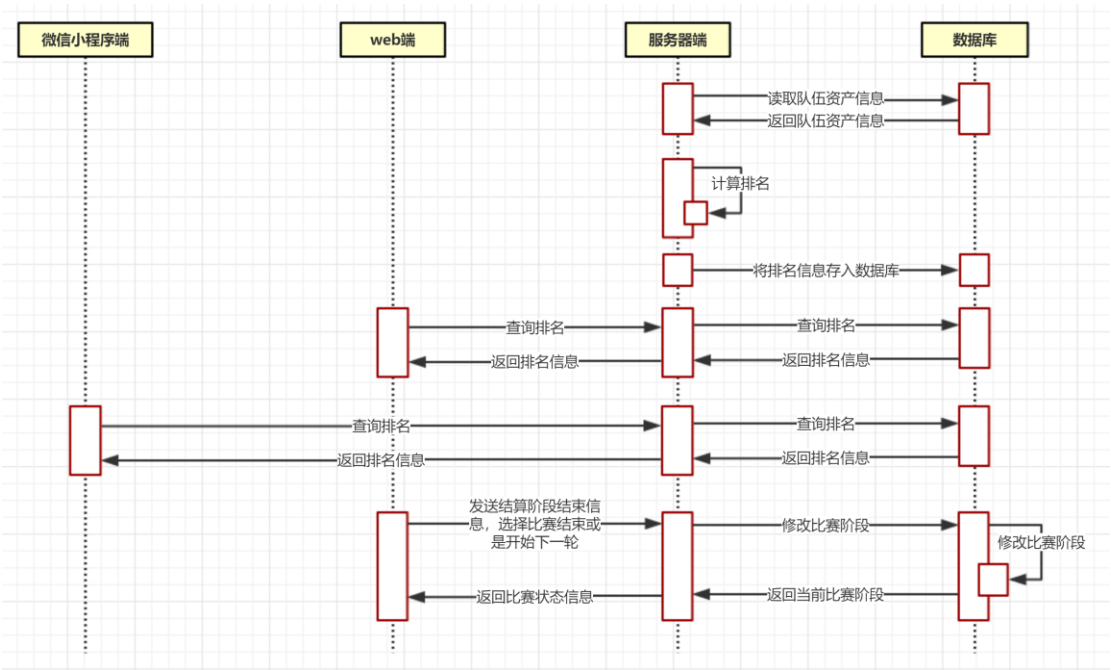 微信小程序端
web端
服务器端
数据库
读取队伍资产信息
返回队伍资产信息
计算排名
将排名信息存入数据库
查询排名
查询排名
返回排名信息
返回排名信息
查询排名
查询排名
返回排名信息
返回排名信息
发送结算阶段结束信
息，选择比赛结束或
是开始下一轮
修改比赛阶段
修改比赛阶段
返回比赛状态信息
返回当前比赛阶段